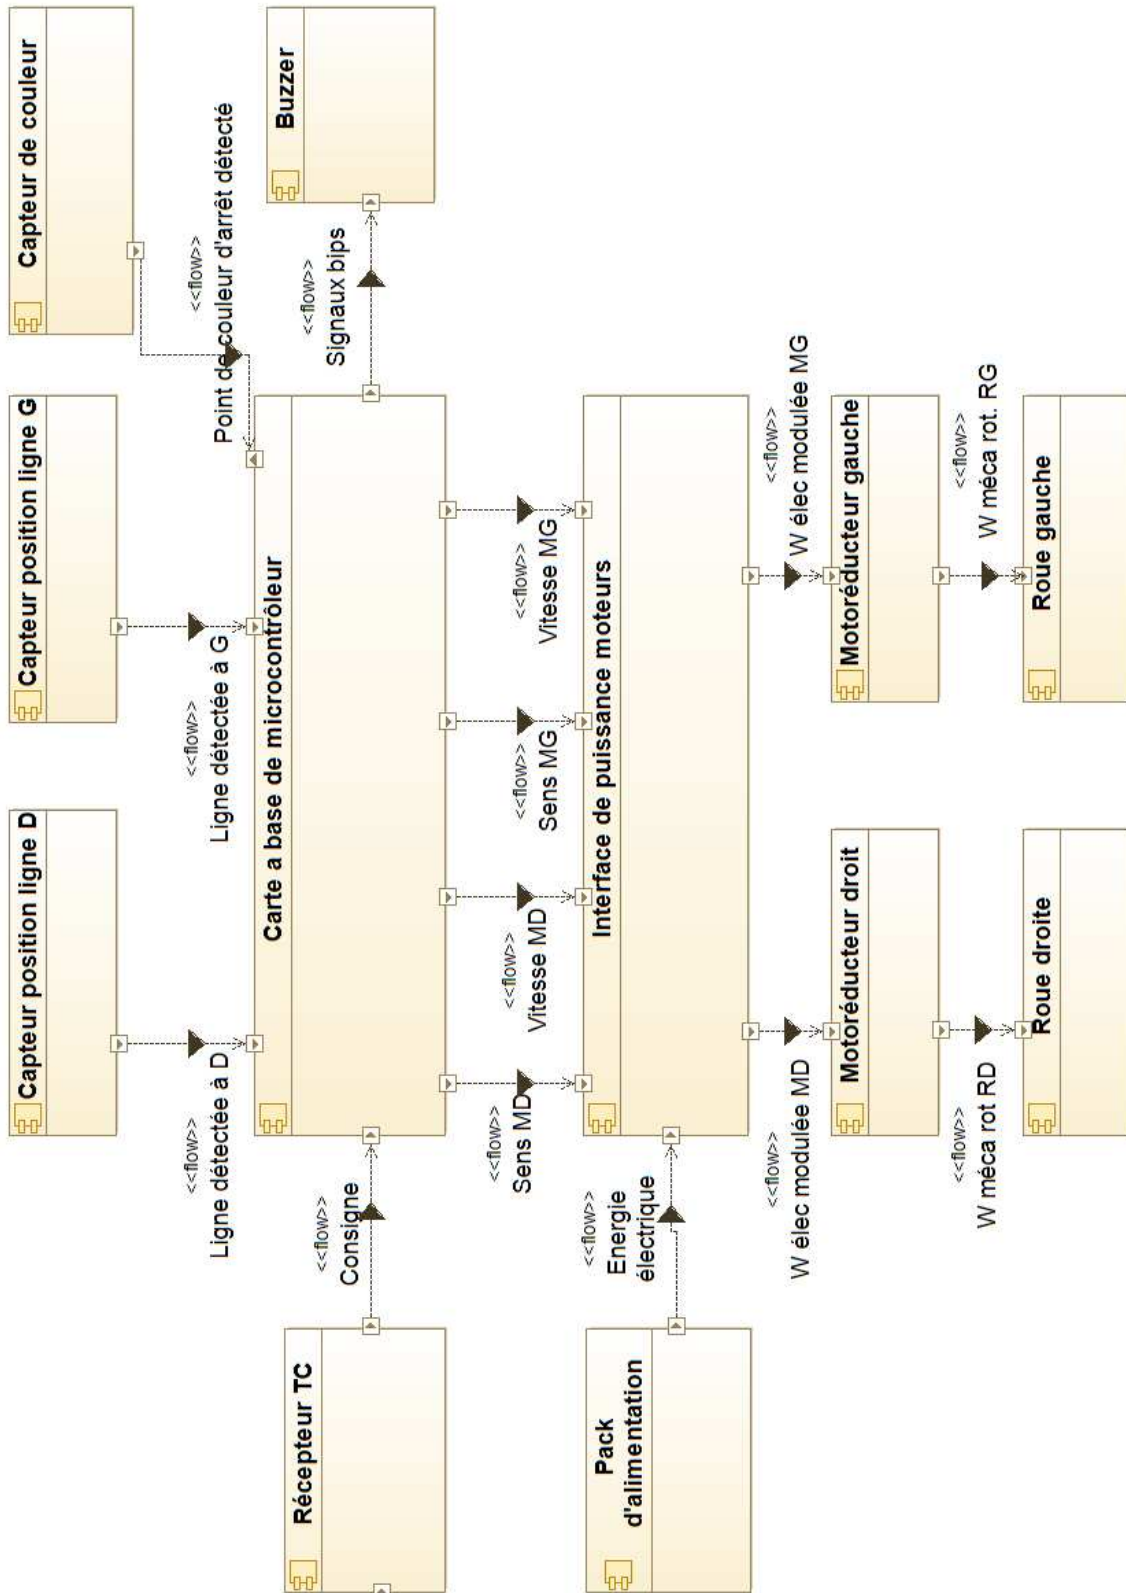 Capteur position ligne D
Capteur position ligne G
Capteur de couleur
<<flow>>
Ligne détectée à D
<<flow>>
Ligne détectée à G
<<flow>>
Point de couleur d'arrêt détecté
Récepteur TC
<<flow>>
Consigne
Carte a base de microcontrôleur
<<flow>>
Signaux bips
Buzzer
<<flow>>
Sens MD
<<flow>>
Vitesse MD
<<flow>>
Sens MG
<<flow>>
Vitesse MG
Pack
d'alimentation
<<flow>>
Energie
électrique
Interface de puissance moteurs
<<flow>>
W élec modulée MD
<<flow>>
W élec modulée MG
Motoréducteur droit
Motoréducteur gauche
<<flow>>
W méca rot RD
<<flow>>
W méca rot. RG
Roue droite
Roue gauche